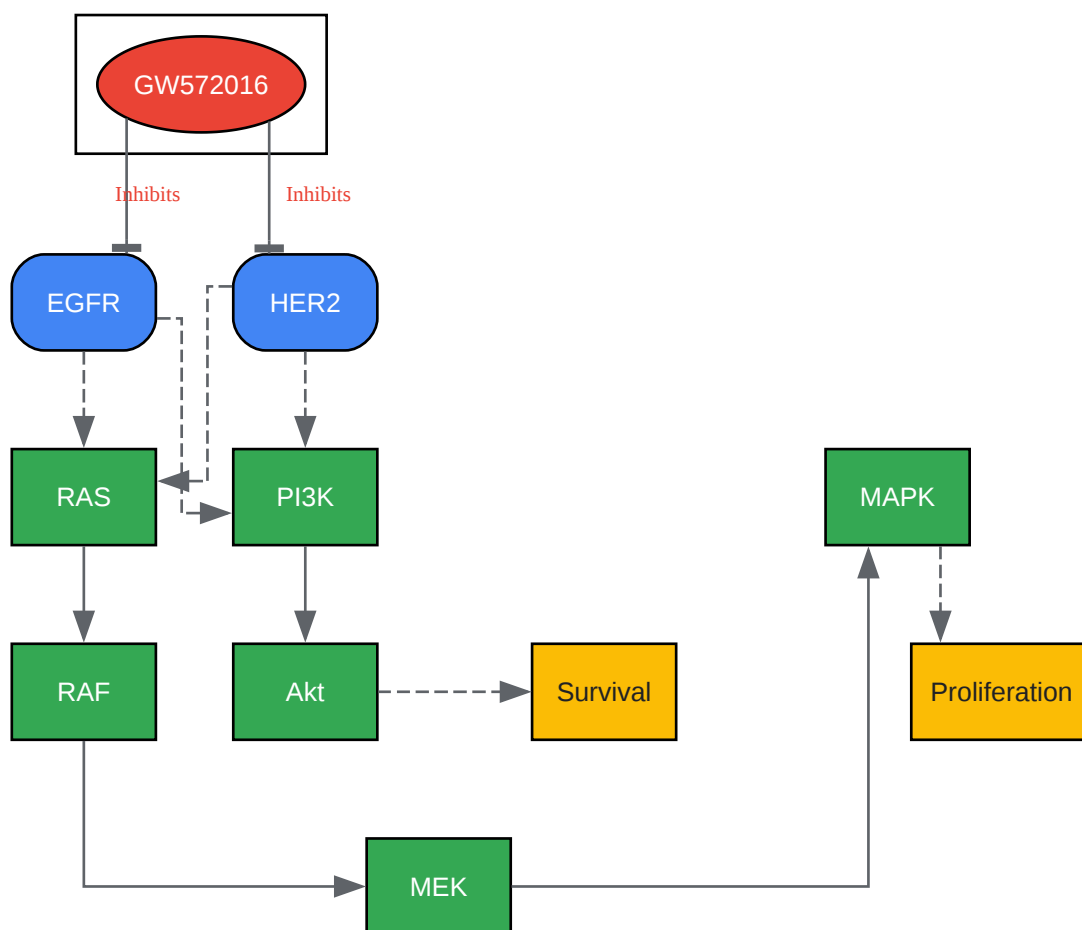 GW572016
Inhibits
Inhibits
EGFR
HER2
RAS
PI3K
MAPK
RAF
Akt
Survival
Proliferation
MEK